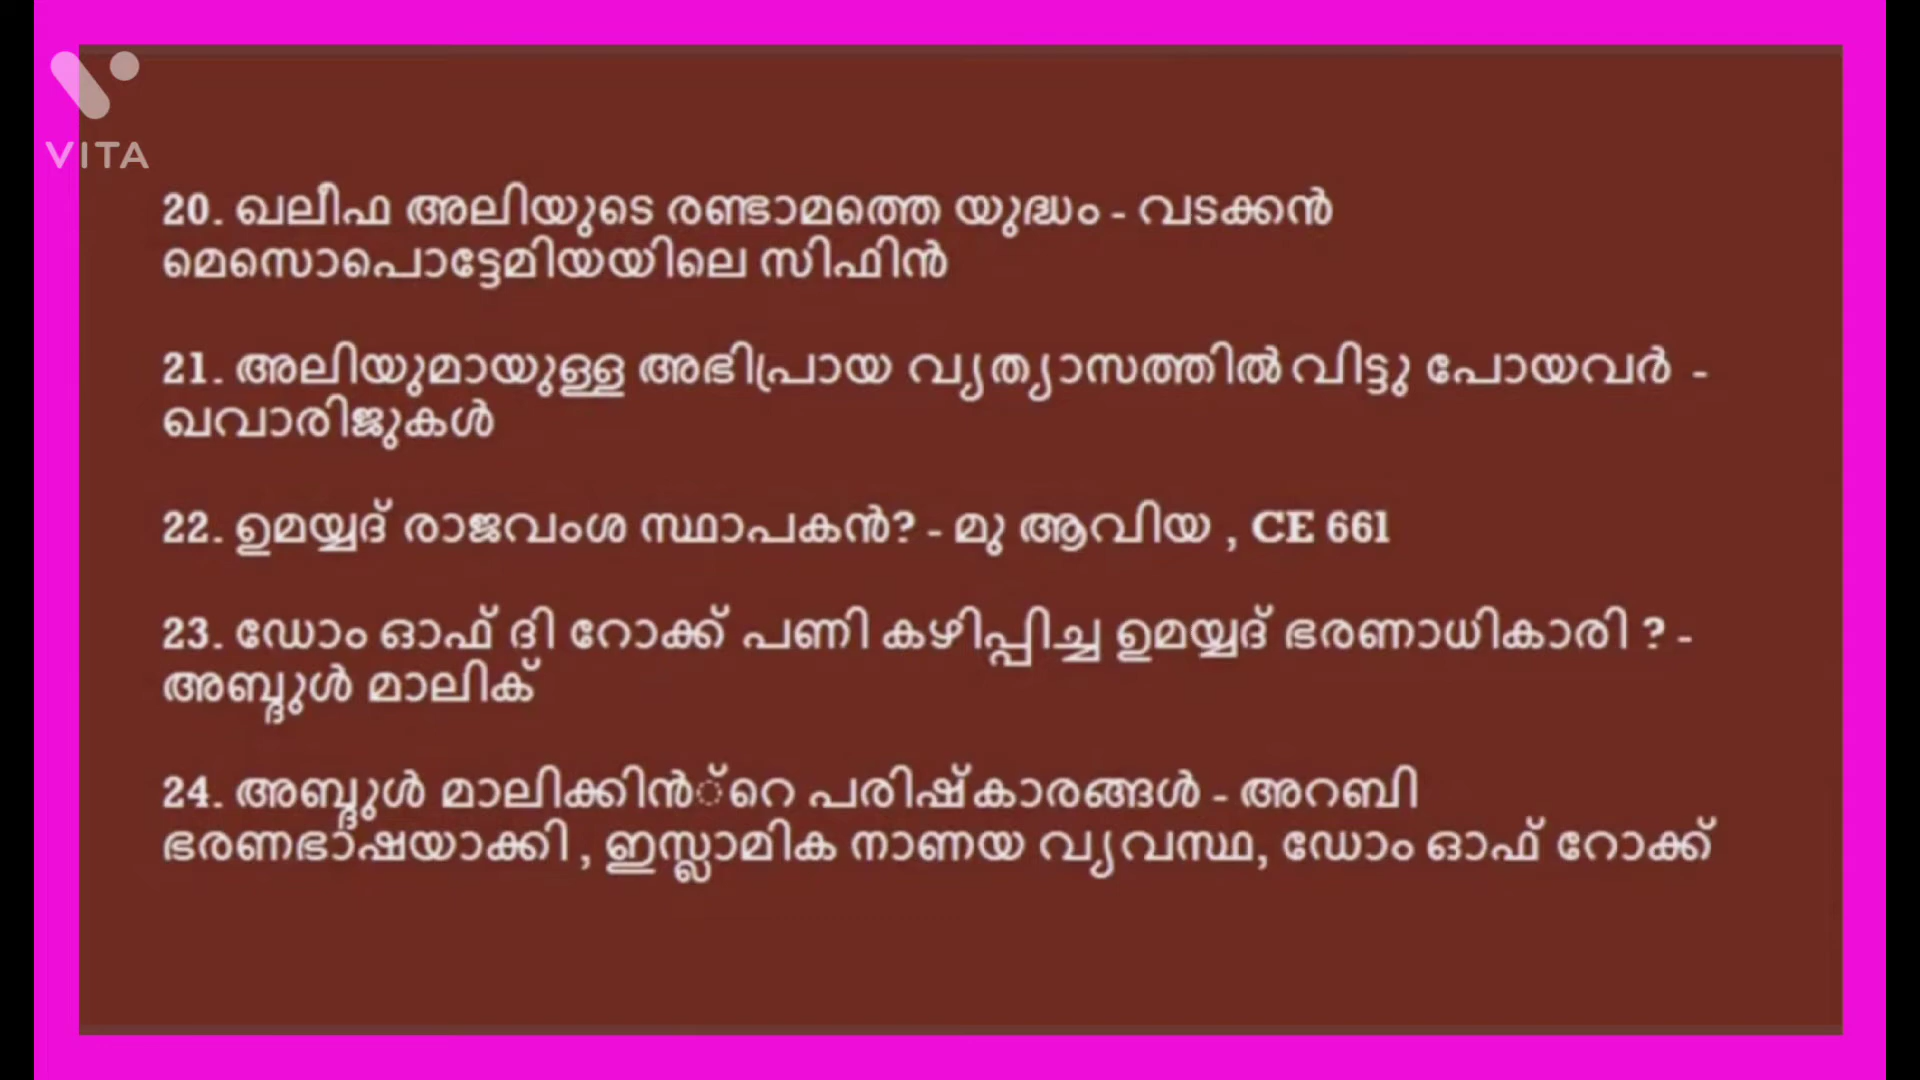 VITA
20. ഖലീഫ അലിയുടെ രണ്ടാമത്തെ യുദ്ധം - വടക്കൻ
മെസൊപൊട്ടേമിയയിലെ സിഫിൻ
21. അലിയുമായുള്ള അഭിപ്രായ വ്യത്യാസത്തിൽ വിട്ടു പോയവർ -
ഖവാരിജുകൾ
22. ഉമയ്യദ് രാജവംശ സ്ഥാപകൻ? - മു ആവിയ , CE 661
23. ഡോം ഓഫ് ദി റോക്ക് പണി കഴിപ്പിച്ച ഉമയ്യദ് ഭരണാധികാരി ? -
അബ്ദുൾ മാലിക്
24. അബ്ദുൾ മാലിക്കിൻ്റെ പരിഷ്കാരങ്ങൾ - അറബി
ഭരണഭാഷയാക്കി , ഇസ്ലാമിക നാണയ വ്യവസ്ഥ, ഡോം ഓഫ് റോക്ക്